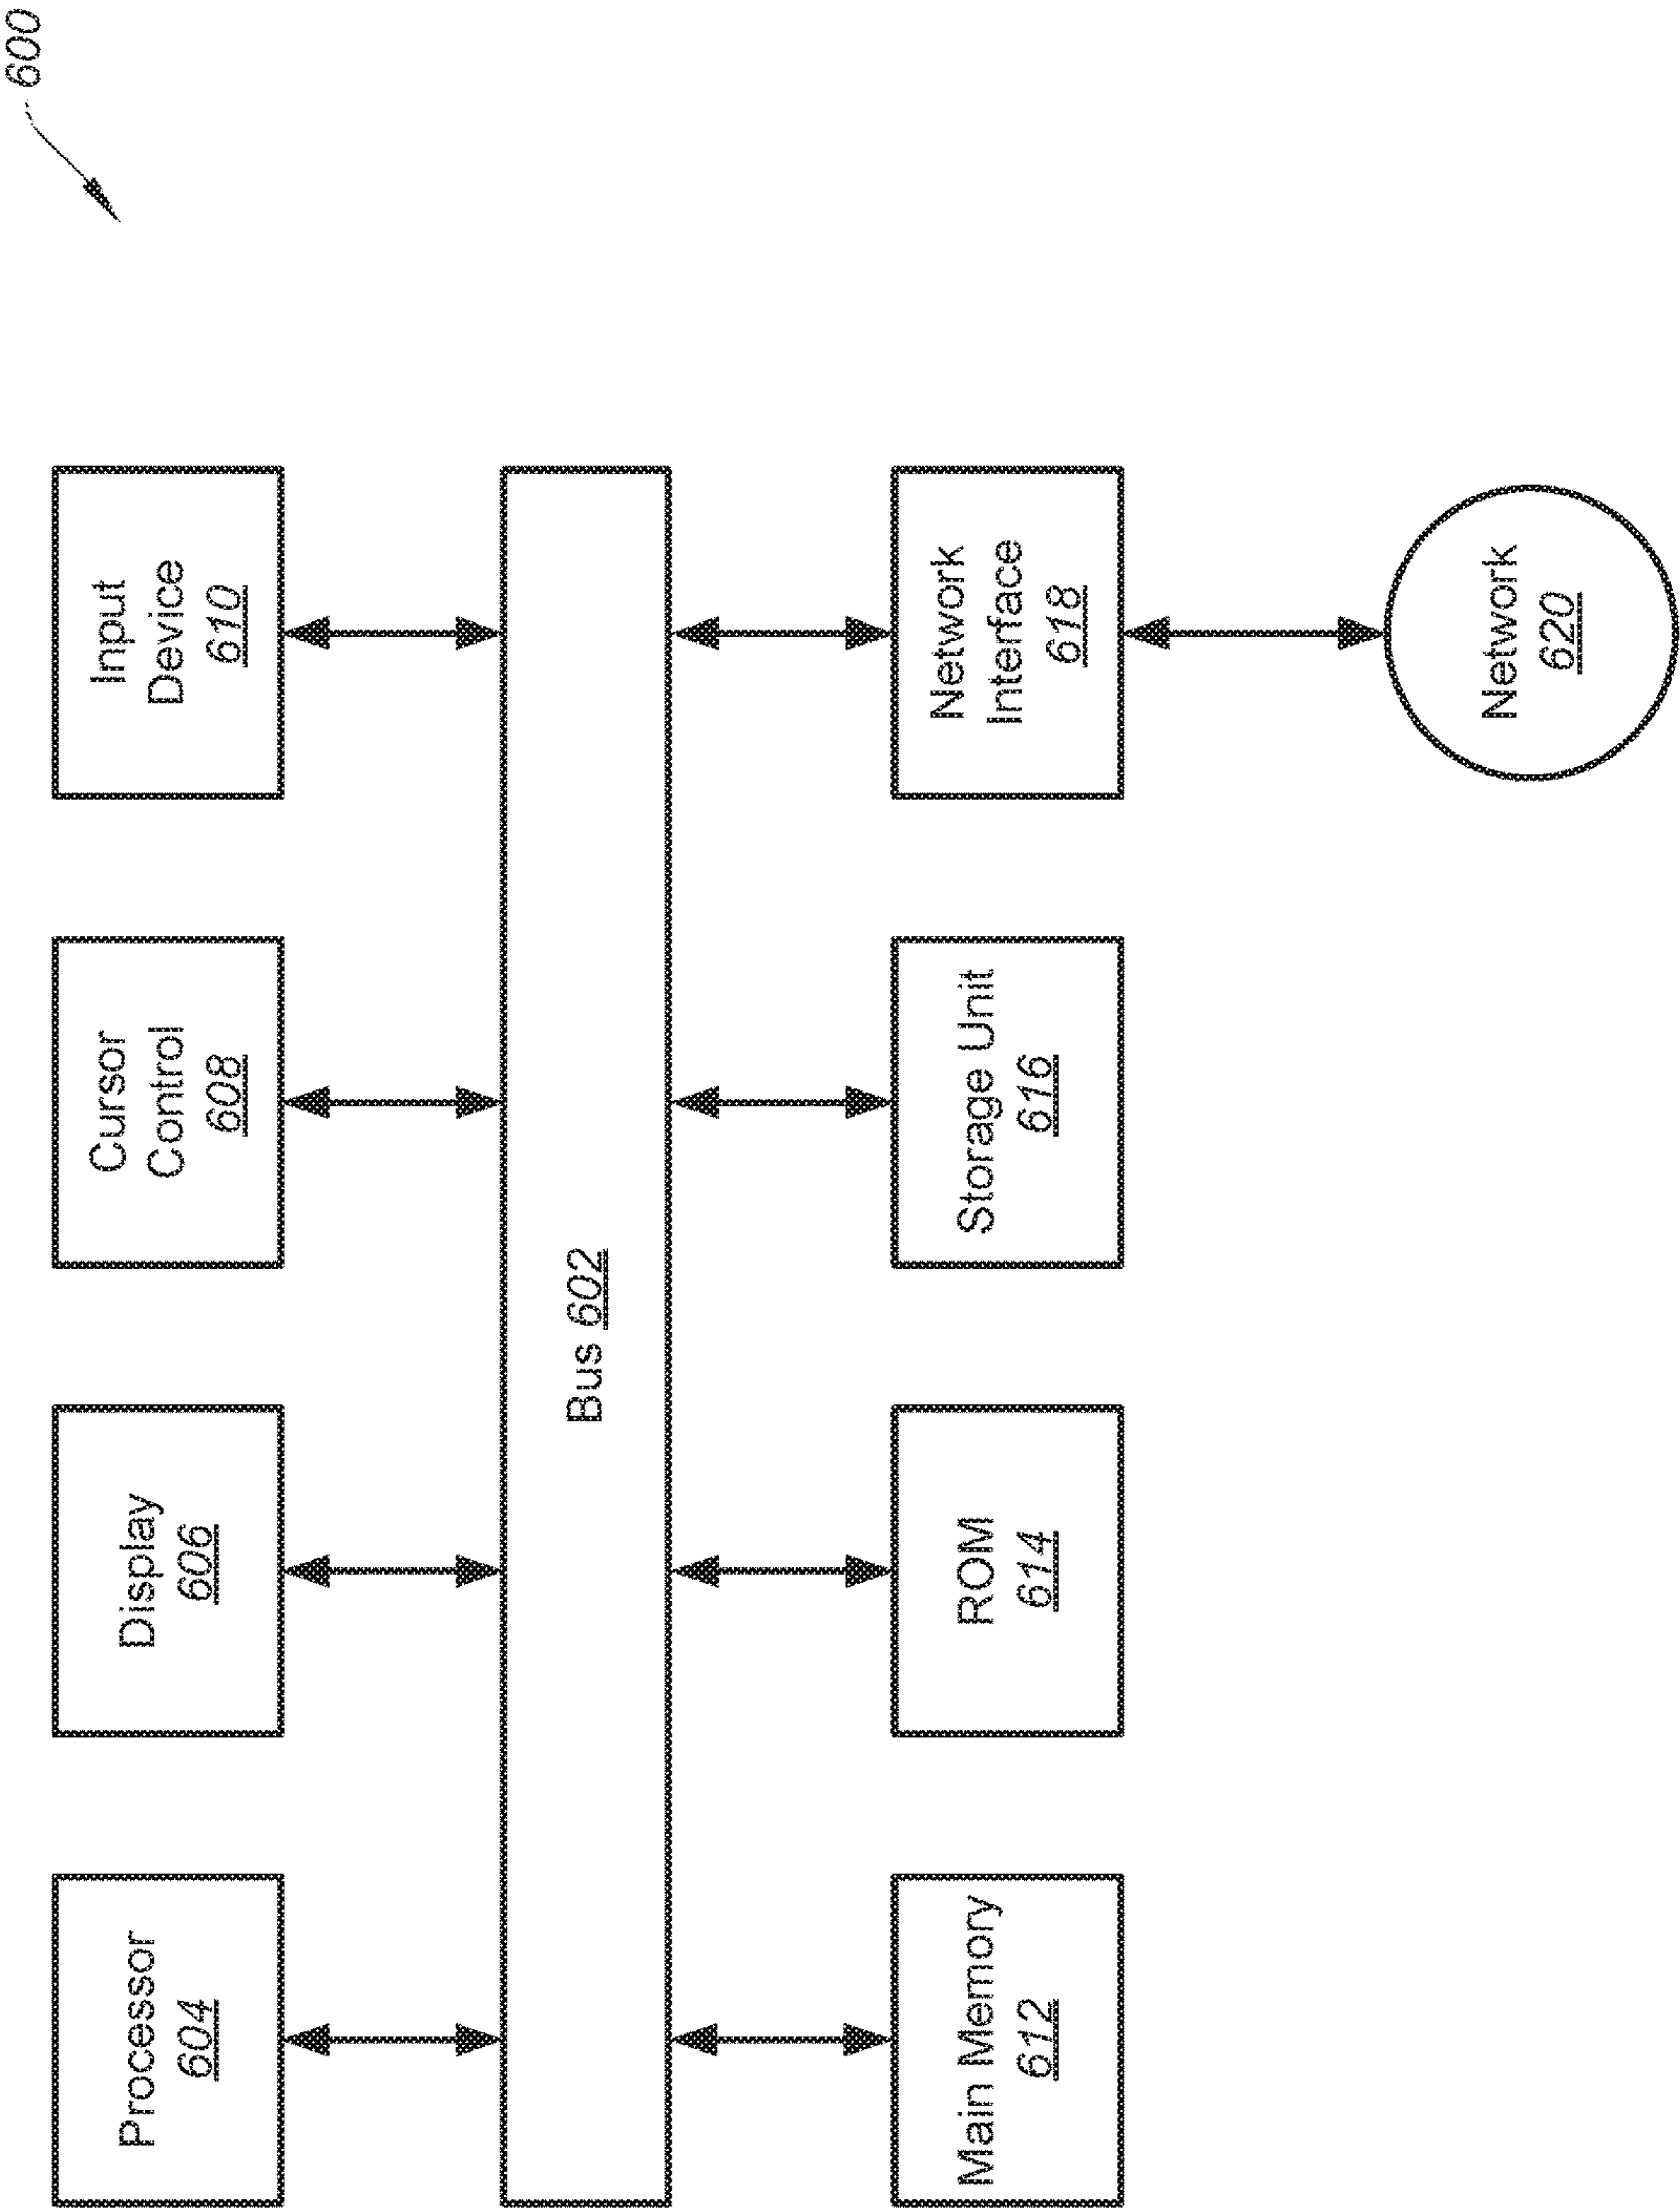 600
Processor
604
Display
606
Cursor
Control
608
Input
Device
610
Bus 602
Main Memory
612
ROM
614
Storage Unit
616
Network
Interface
618
Network
620